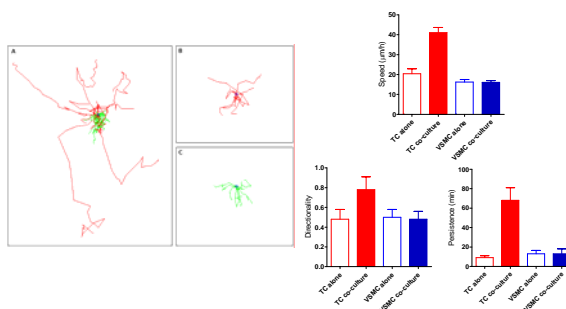 A
B
C
Speed (µm/h)
50
40
30
20
10
0
TC alone
TC co-culture
VSMC alone
VSMC co-culture
Directionality
1.0
0.8
0.6
0.4
0.2
0.0
TC alone
TC co-culture
VSMC alone
VSMC co-culture
Persistence (min)
100
80
60
40
20
0
TC alone
TC co-culture
VSMC alone
VSMC co-culture